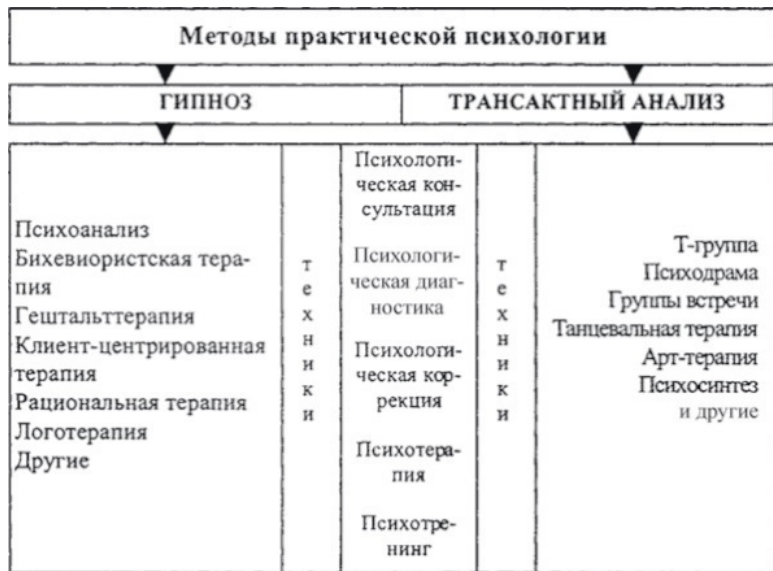 Методы практической психологии
ГИПНОЗ
ТРАНСАКТНЫЙ АНАЛИЗ
Психоанализ
Бихевиористская тера-
пия
Гештальттерапия
Клиент-центрированная
терапия
Рациональная терапия
Логотерапия
Другие
т
е
х
н
и
к
и
Психологи-
ческая кон-
сультация
Психологи-
ческая диаг-
ностика
Психологи-
ческая кор-
рекция
Психотера-
пия
Психотре-
нинг
т
е
х
н
и
к
и
Т-группа
Психодрама
Группы встречи
Танцевальная терапия
Арт-терапия
Психосинтез
и другие